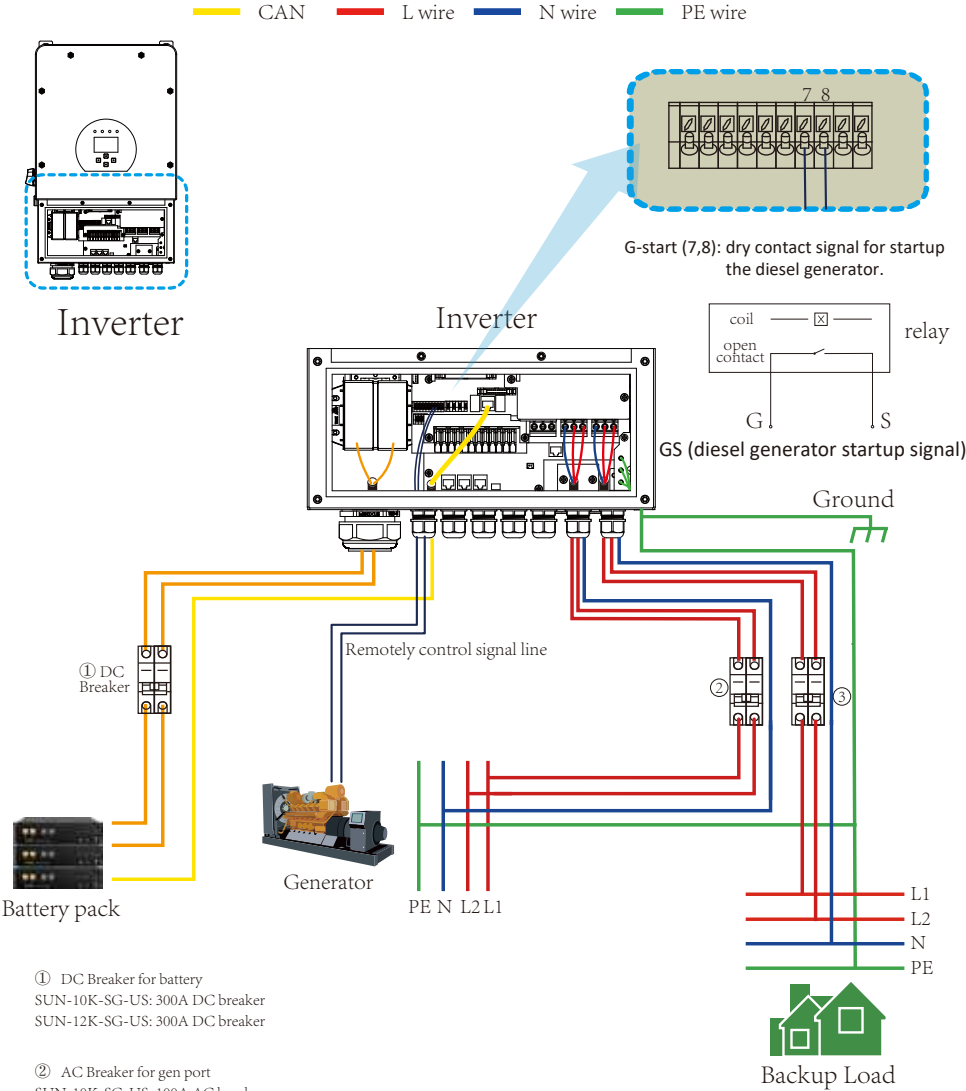 CAN L wire N wire PE wire
7 8
G-start (7,8): dry contact signal for startup
the diesel generator.
Inverter
Inverter
coil
open
contact
relay
G S
GS (diesel generator startup signal)
Ground
Remotely control signal line
① DC
Breaker
②
③
Generator
Battery pack
PE N L2 L1
L1
L2
N
PE
① DC Breaker for battery
SUN-10K-SG-US: 300A DC breaker
SUN-12K-SG-US: 300A DC breaker
② AC Breaker for gen port
Backup Load